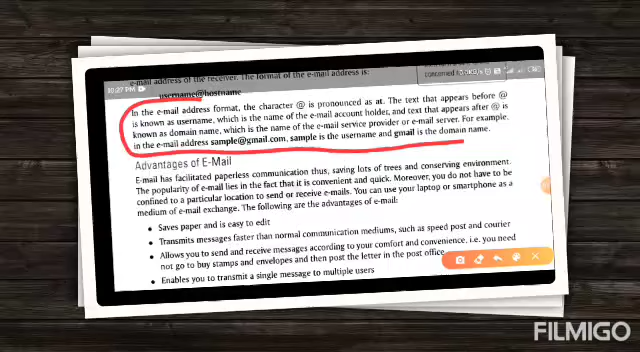 e-mail address of the receiver. The format of the e-mail address is:
username@hostname
10:27 PM
In the e-mail address format, the character @ is pronounced as at. The text that appears before @
is known as username, which is the name of the e-mail account holder, and text that appears after @ is
known as domain name, which is the name of the e-mail service provider or e-mail server. For example,
in the e-mail address sample@gmail.com, sample is the username and gmail is the domain name.
Advantages of E-Mail
E-mail has facilitated paperless communication thus, saving lots of trees and conserving environment.
The popularity of e-mail lies in the fact that it is convenient and quick. Moreover, you do not have to be
confined to a particular location to send or receive e-mails. You can use your laptop or smartphone as a
medium of e-mail exchange. The following are the advantages of e-mail:
• Saves paper and is easy to edit
• Transmits messages faster than normal communication mediums, such as speed post and courier
• Allows you to send and receive messages according to your comfort and convenience. i.e. you need
not go to buy stamps and envelopes and then post the letter in the post office
• Enables you to transmit a single message to multiple users
FILMIGO